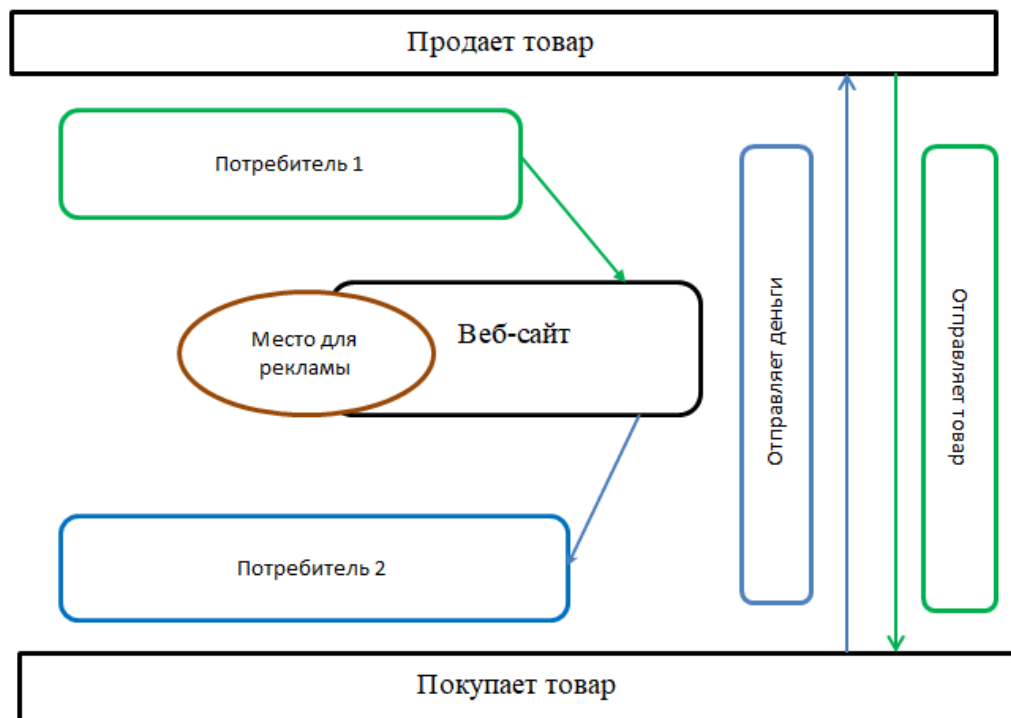 Продает товар
Потребитель 1
Веб-сайт
Место для
рекламы
Отправляет деньги
Отправляет товар
Потребитель 2
Покупает товар